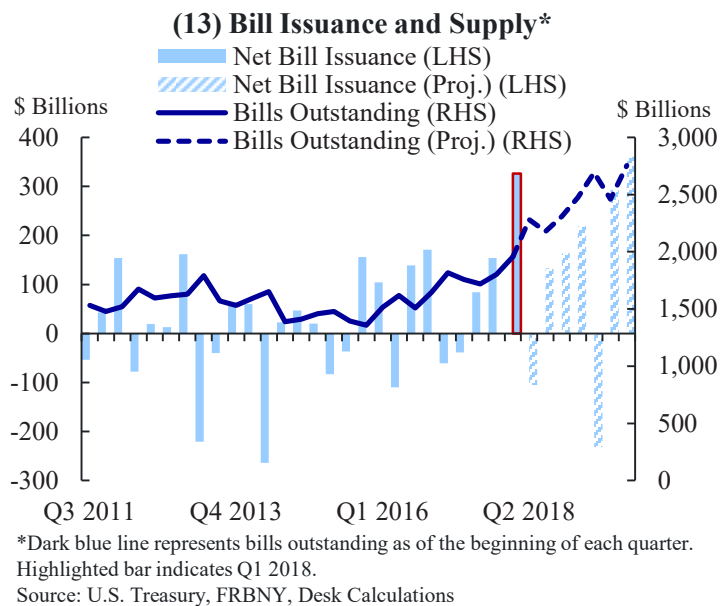 (13) Bill Issuance and Supply*
Net Bill Issuance (LHS)
Net Bill Issuance (Proj.) (LHS)
Bills Outstanding (RHS)
Bills Outstanding (Proj.) (RHS)
$ Billions
$ Billions
400
300
200
100
0
-100
-200
-300
3,000
2,500
2,000
1,500
1,000
500
0
Q3 2011
Q4 2013
Q1 2016
Q2 2018
*Dark blue line represents bills outstanding as of the beginning of each quarter.
Highlighted bar indicates Q1 2018.
Source: U.S. Treasury, FRBNY, Desk Calculations